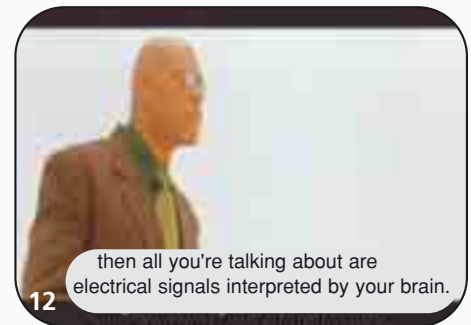 then all you're talking about are
electrical signals interpreted by your brain.
12